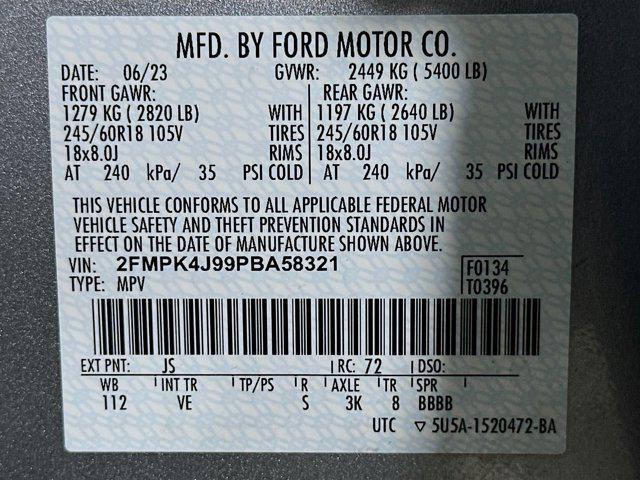 MFD. BY FORD MOTOR CO.
DATE: 06/23 GVWR: 2449 KG ( 5400 LB)
FRONT GAWR: REAR GAWR:
1279 KG ( 2820 LB) WITH 1197 KG ( 2640 LB) WITH
245/60R18 105V TIRES 245/60R18 105V TIRES
18x8.0J RIMS 18x8.0J RIMS
AT 240 kPa/ 35 PSI COLD AT 240 kPa/ 35 PSI COLD
THIS VEHICLE CONFORMS TO ALL APPLICABLE FEDERAL MOTOR
VEHICLE SAFETY AND THEFT PREVENTION STANDARDS IN
EFFECT ON THE DATE OF MANUFACTURE SHOWN ABOVE.
VIN: 2FMPK4J99PBA58321 F0134
TYPE: MPV T0396
EXT PNT: JS RC: 72 DSO:
WB INT TR TP/PS R AXLE TR SPR
112 VE S 3K 8 BBBB
UTC ▽ 5U5A-1520472-BA